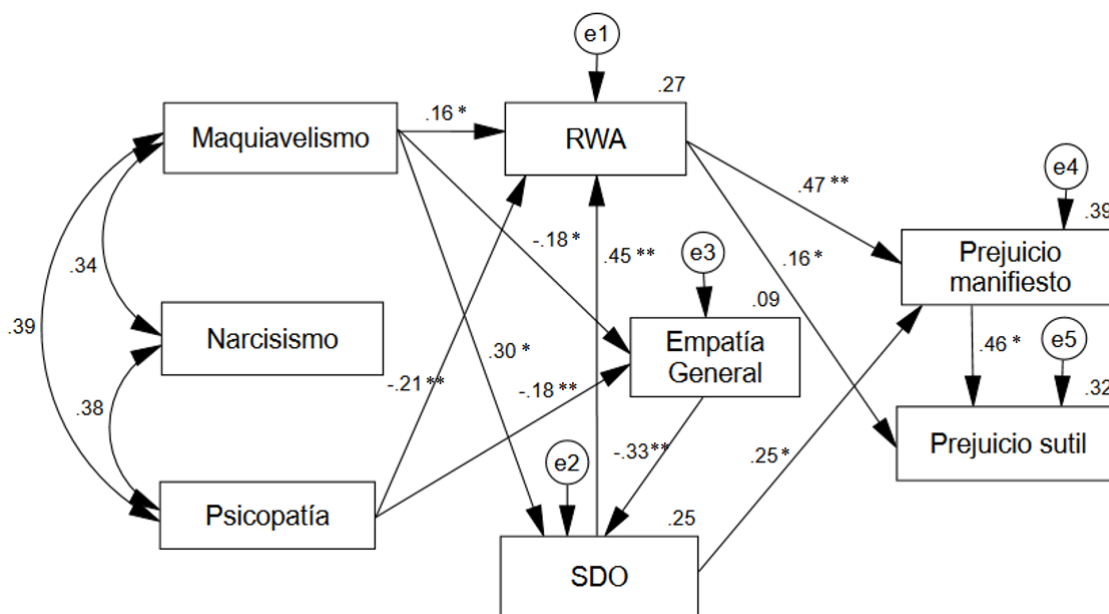 e1
.27
.16 *
Maquiavelismo
RWA
e4
.47 **
.39
-.18 *
e3
.45 **
Prejuicio
manifiesto
.34
.16 *
.09
.39
Narcisismo
Empatía
General
.30 *
e5
.46 *
-.21 **
-.18 **
.32
.38
Prejuicio sutil
-.33 **
e2
.25 *
Psicopatía
.25
SDO